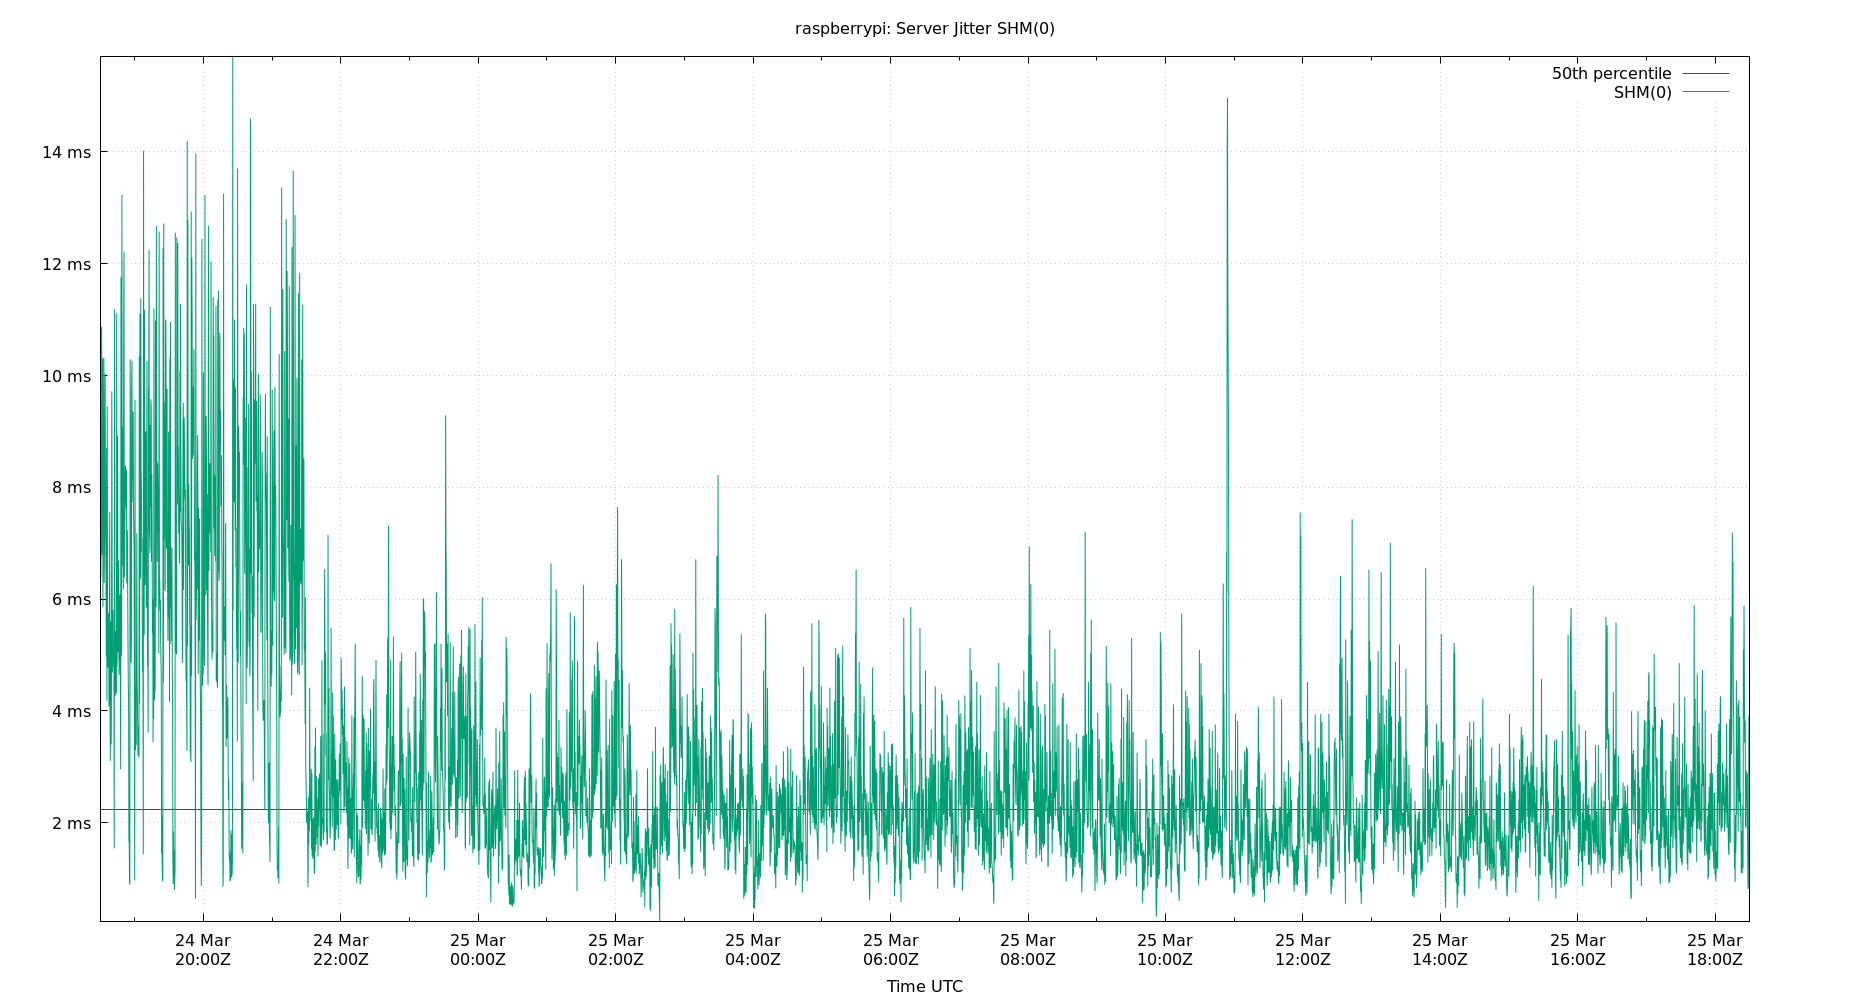 raspberrypi: Server Jitter SHM(0)
50th percentile
SHM(0)
14 ms
12 ms
10 ms
8 ms
6 ms
4 ms
2 ms
24 Mar 24 Mar 25 Mar 25 Mar 25 Mar 25 Mar 25 Mar 25 Mar 25 Mar 25 Mar 25 Mar 25 Mar
20:00Z 22:00Z 00:00Z 02:00Z 04:00Z 06:00Z 08:00Z 10:00Z 12:00Z 14:00Z 16:00Z 18:00Z
Time UTC